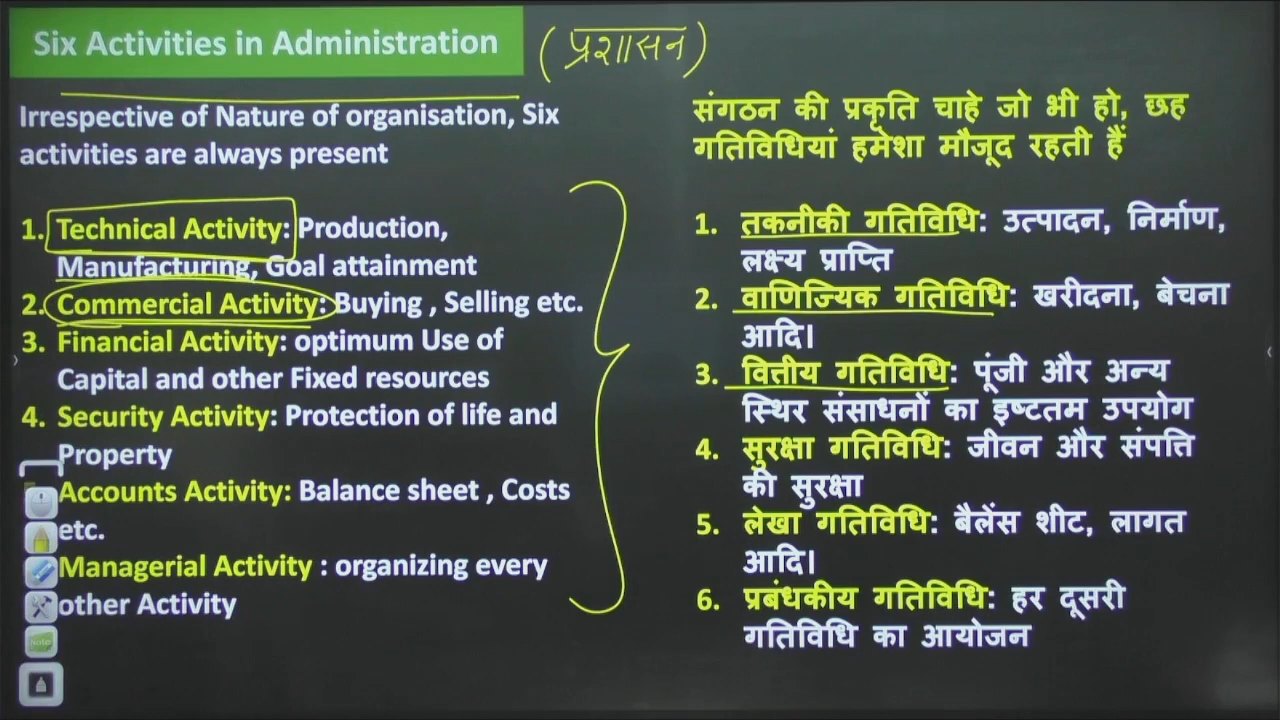 Six Activities in Administration
(प्रशासन)
Irrespective of Nature of organisation, Six
activities are always present
1. Technical Activity: Production,
Manufacturing, Goal attainment
2. Commercial Activity: Buying , Selling etc.
3. Financial Activity: optimum Use of
Capital and other Fixed resources
4. Security Activity: Protection of life and
Property
Accounts Activity: Balance sheet , Costs
etc.
Managerial Activity : organizing every
other Activity
संगठन की प्रकृति चाहे जो भी हो, छह
गतिविधियां हमेशा मौजूद रहती हैं
1. तकनीकी गतिविधि: उत्पादन, निर्माण,
लक्ष्य प्राप्ति
2. वाणिज्यिक गतिविधि: खरीदना, बेचना
आदि।
3. वित्तीय गतिविधि: पूंजी और अन्य
स्थिर संसाधनों का इष्टतम उपयोग
4. सुरक्षा गतिविधि: जीवन और संपत्ति
की सुरक्षा
5. लेखा गतिविधि: बैलेंस शीट, लागत
आदि।
6. प्रबंधकीय गतिविधि: हर दूसरी
गतिविधि का आयोजन